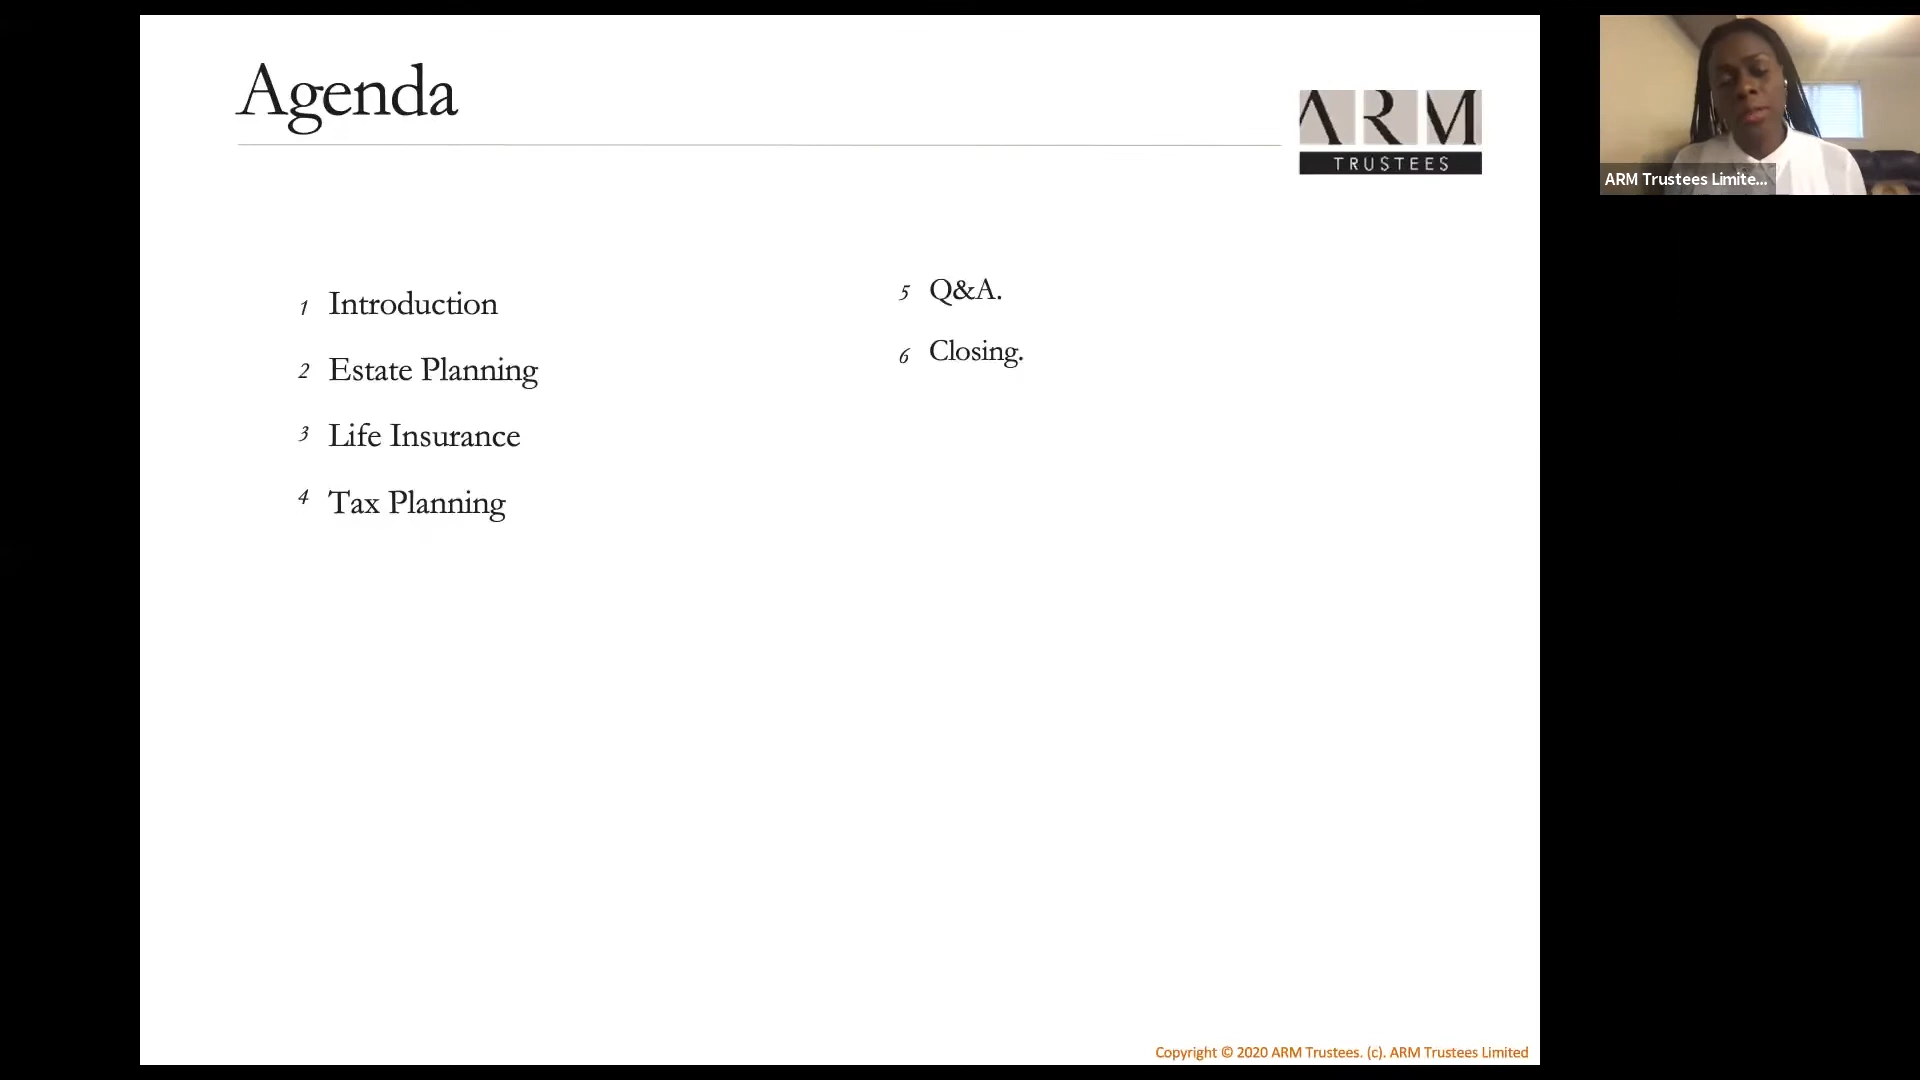 Agenda
ARM
TRUSTEES
ARM Trustees Limite...
1 Introduction
2 Estate Planning
3 Life Insurance
4 Tax Planning
5 Q&A.
6 Closing.
Copyright © 2020 ARM Trustees. (c). ARM Trustees Limited